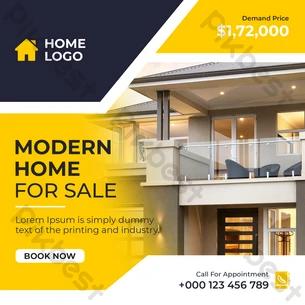 HOME
LOGO
Demand Price
$1,72,000
MODERN
HOME
FOR SALE
Lorem Ipsum is simply dummy
text of the printing and industry.
BOOK NOW
Call For Appointment
+000 123 456 789
pikbest